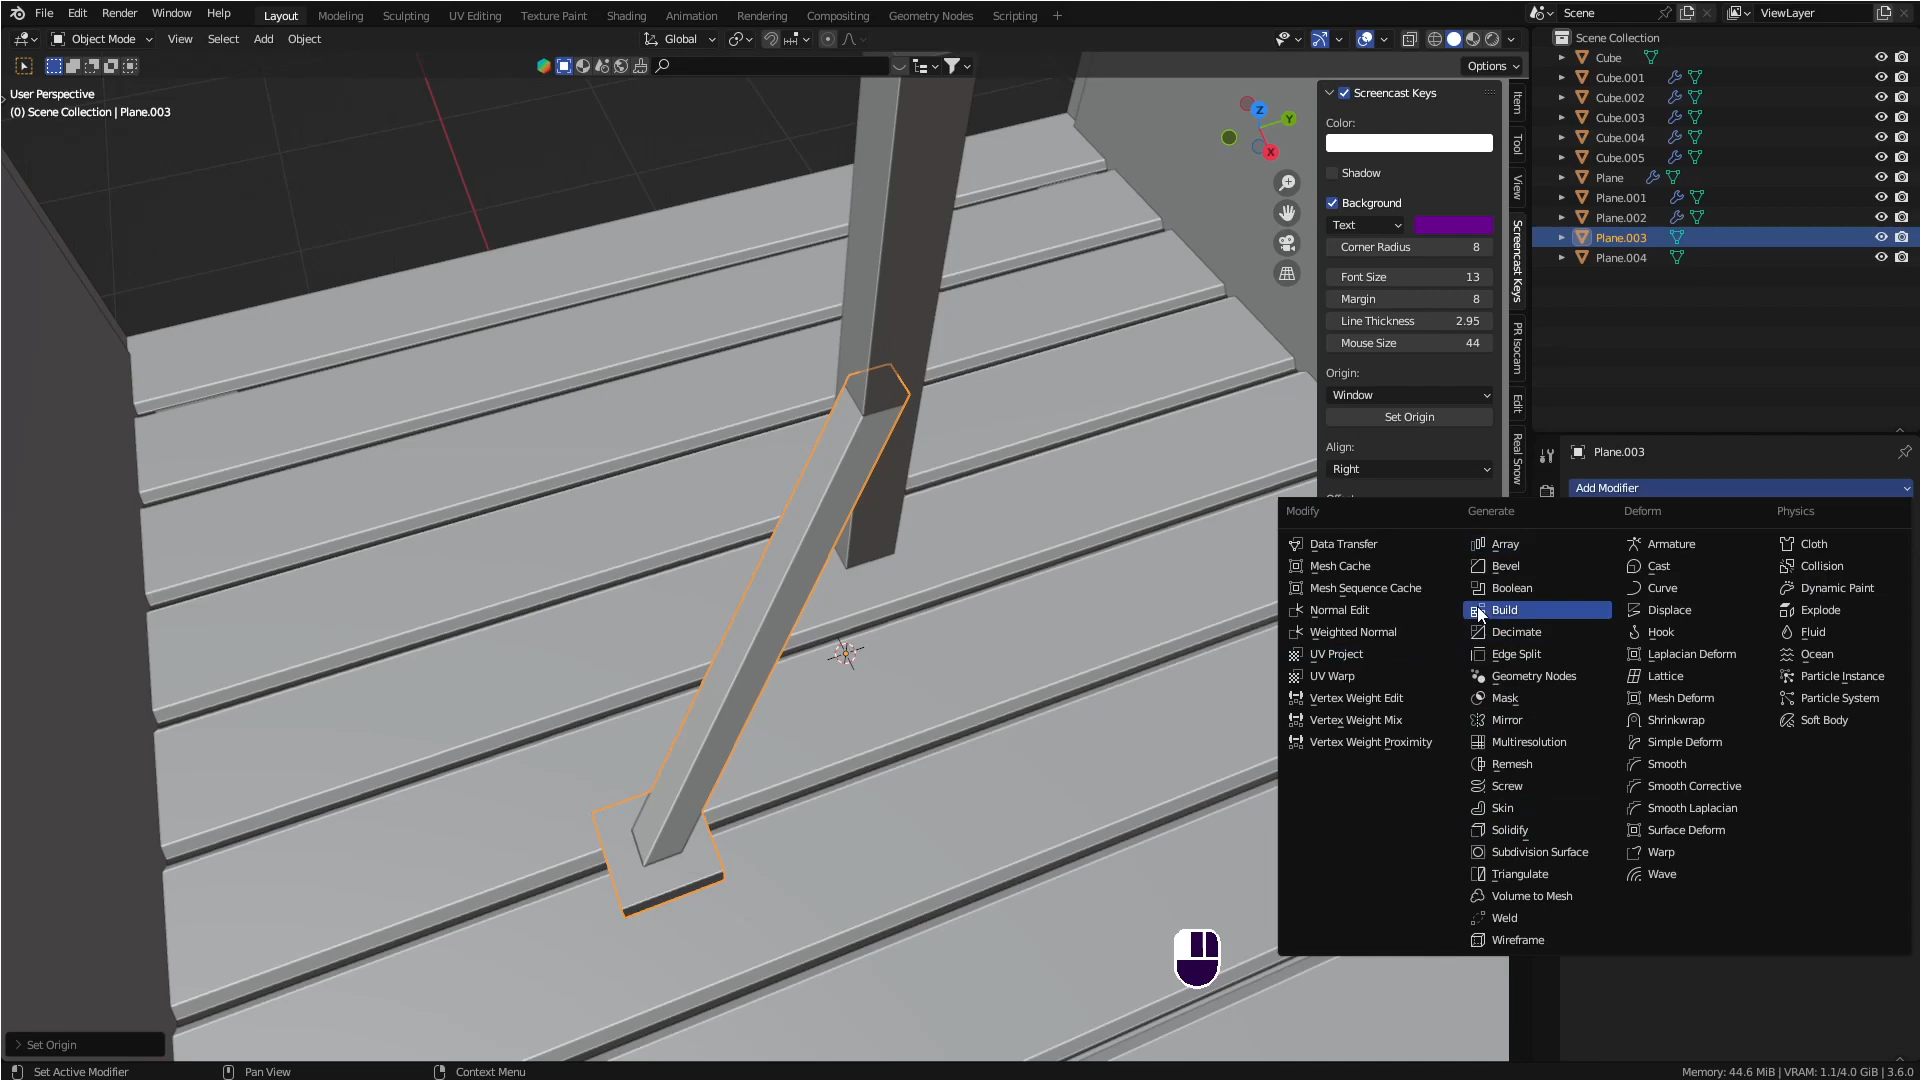 File Edit Render Window Help
Layout Modeling Sculpting UV Editing Texture Paint Shading Animation Rendering Compositing Geometry Nodes Scripting +
Scene
ViewLayer
Object Mode View Select Add Object
Global
Options
User Perspective
(0) Scene Collection | Plane.003
Z
Y
X
Screencast Keys
Color:
Shadow
Background
Text
Corner Radius 8
Font Size 13
Margin 8
Line Thickness 2.95
Mouse Size 44
Origin:
Window
Set Origin
Align:
Right
Item
Tool
View
Screencast Keys
PR Isocam
Edit
Real Snow
Scene Collection
Cube
Cube.001
Cube.002
Cube.003
Cube.004
Cube.005
Plane
Plane.001
Plane.002
Plane.003
Plane.004
Plane.003
Add Modifier
Modify
Data Transfer
Mesh Cache
Mesh Sequence Cache
Normal Edit
Weighted Normal
UV Project
UV Warp
Vertex Weight Edit
Vertex Weight Mix
Vertex Weight Proximity
Generate
Array
Bevel
Boolean
Build
Decimate
Edge Split
Geometry Nodes
Mask
Mirror
Multiresolution
Remesh
Screw
Skin
Solidify
Subdivision Surface
Triangulate
Volume to Mesh
Weld
Wireframe
Deform
Armature
Cast
Curve
Displace
Hook
Laplacian Deform
Lattice
Mesh Deform
Shrinkwrap
Simple Deform
Smooth
Smooth Corrective
Smooth Laplacian
Surface Deform
Warp
Wave
Physics
Cloth
Collision
Dynamic Paint
Explode
Fluid
Ocean
Particle Instance
Particle System
Soft Body
Set Origin
Set Active Modifier
Pan View
Context Menu
Memory: 44.6 MiB | VRAM: 1.1/4.0 GiB | 3.6.0